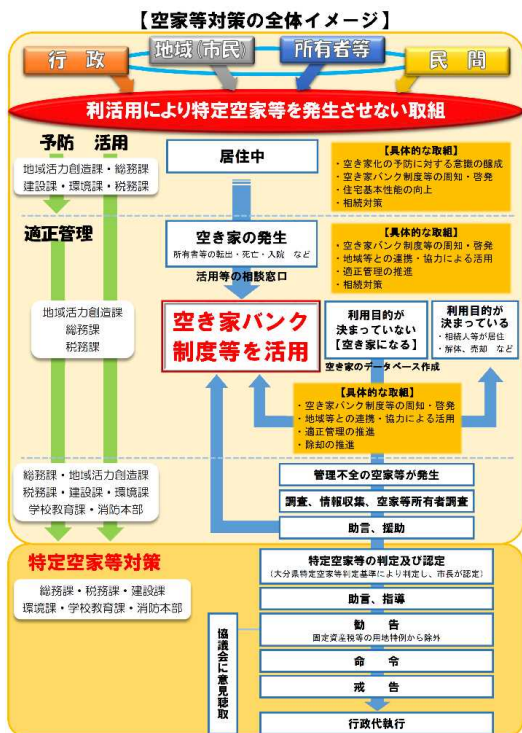 【空家等対策の全体イメージ】
行政
地域(市民)
所有者等
民間
利活用により特定空家等を発生させない取組
予防 活用
地域活力創造課・総務課
建設課・環境課・税務課
居住中
【具体的な取組】
・空き家化の予防に対する意識の醸成
・空き家バンク制度等の周知・啓発
・住宅基本性能の向上
・相続対策
適正管理
空き家の発生
所有者等の転出・死亡・入院 など
活用等の相談窓口
【具体的な取組】
・空き家バンク制度等の周知・啓発
・地域等との連携・協力による活用
・適正管理の推進
・相続対策
地域活力創造課
総務課
税務課
空き家バンク
制度等を活用
利用目的が
決まっていない
【空き家になる】
利用目的が
決まっている
・相続人等が居住
・解体、売却 など
空き家のデータベース作成
【具体的な取組】
・空き家バンク制度等の周知・啓発
・地域等との連携・協力による活用
・適正管理の推進
・除却の推進
総務課・地域活力創造課
税務課・建設課・環境課
学校教育課・消防本部
管理不全の空家等が発生
調査、情報収集、空家等所有者調査
助言、援助
特定空家等対策
総務課・税務課・建設課
環境課・学校教育課・消防本部
特定空家等の判定及び認定
(大分県特定空家等判定基準により判定し、市長が認定)
助言、指導
勧告
固定資産税等の用地特例から除外
協議会に意見聴取
命令
戒告
行政代執行